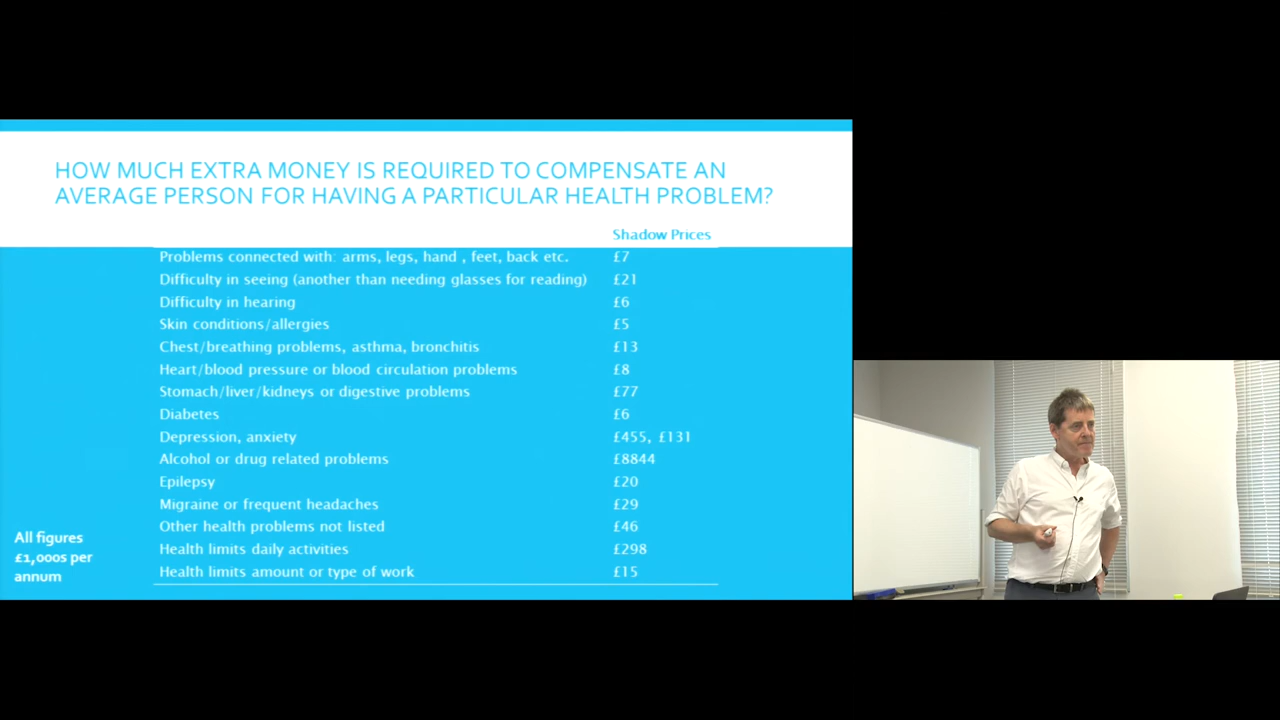 HOW MUCH EXTRA MONEY IS REQUIRED TO COMPENSATE AN
AVERAGE PERSON FOR HAVING A PARTICULAR HEALTH PROBLEM?
Shadow Prices
Problems connected with: arms, legs, hand , feet, back etc. £7
Difficulty in seeing (another than needing glasses for reading) £21
Difficulty in hearing £6
Skin conditions/allergies £5
Chest/breathing problems, asthma, bronchitis £13
Heart/blood pressure or blood circulation problems £8
Stomach/liver/kidneys or digestive problems £77
Diabetes £6
Depression, anxiety £455, £131
Alcohol or drug related problems £8844
Epilepsy £20
Migraine or frequent headaches £29
Other health problems not listed £46
Health limits daily activities £298
Health limits amount or type of work £15
All figures
£1,000s per
annum